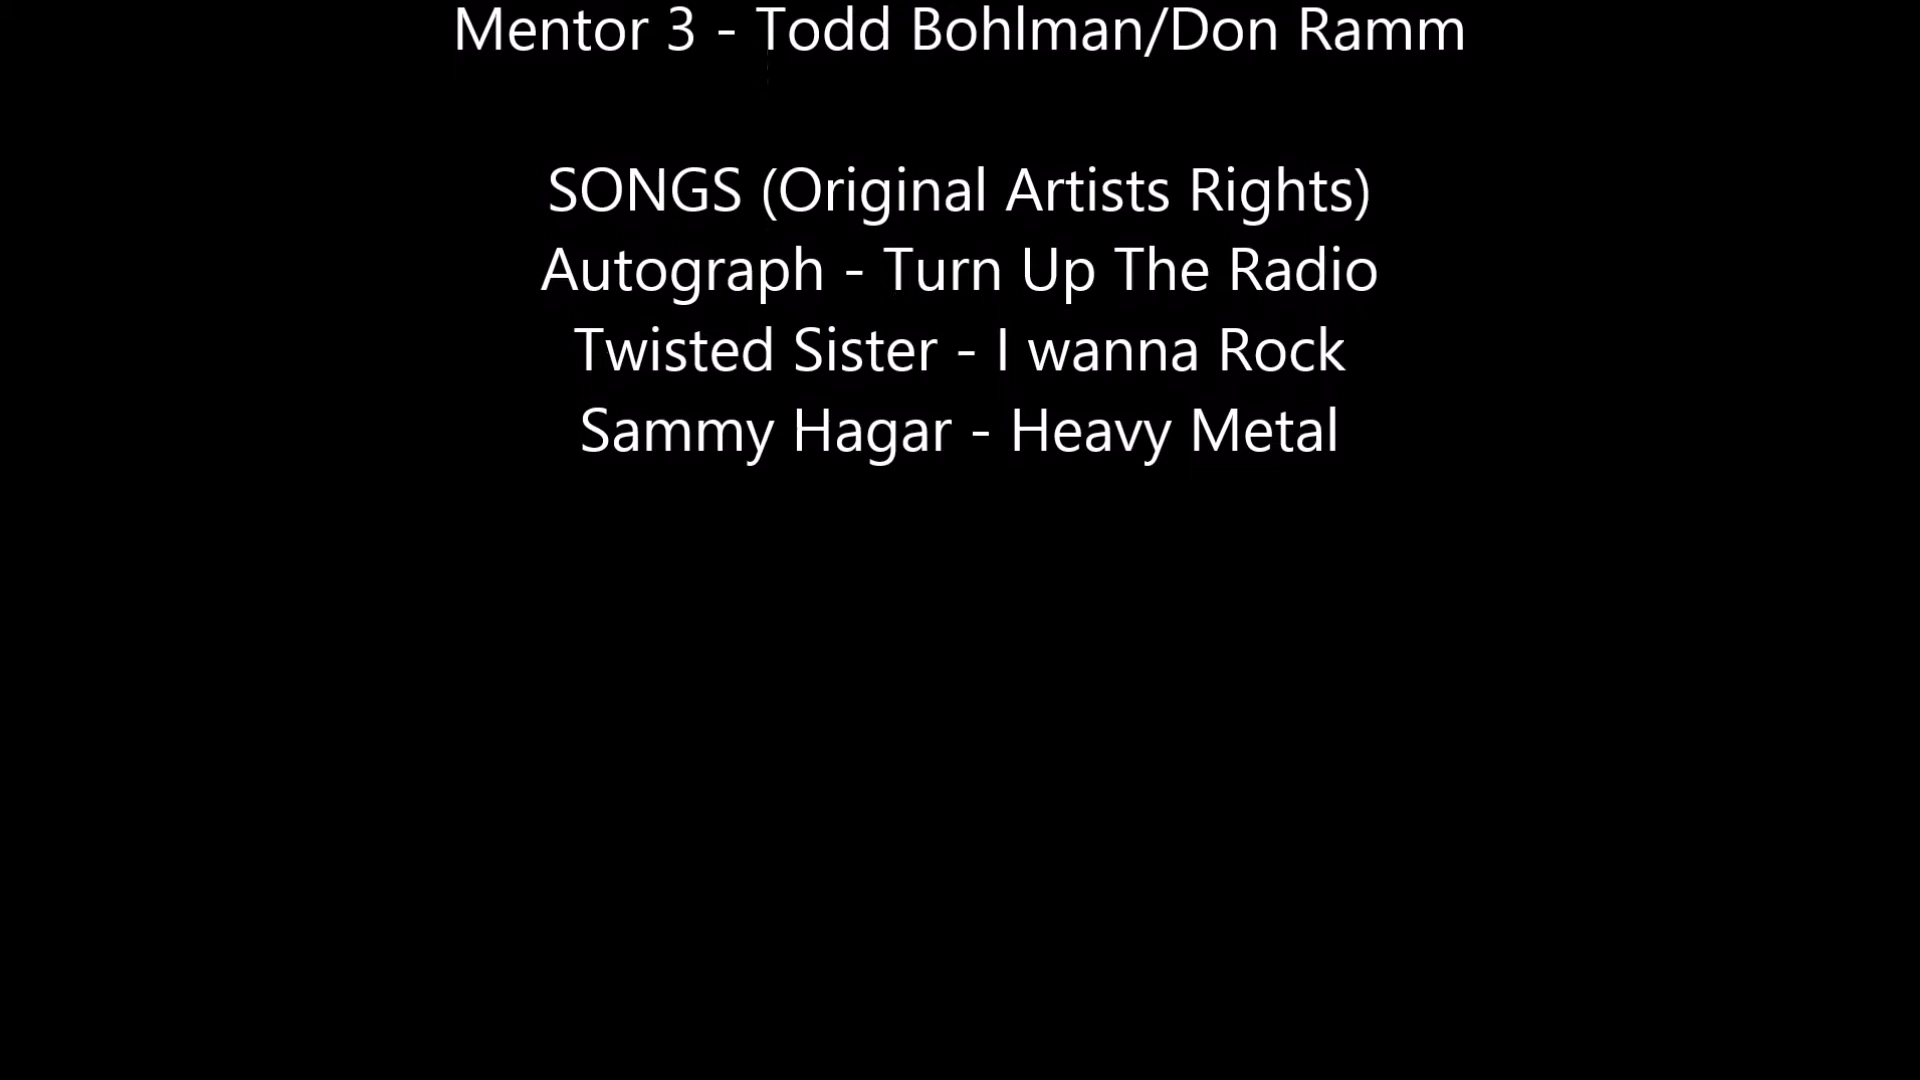 Mentor 3 - Todd Bohlman/Don Ramm
SONGS (Original Artists Rights)
Autograph - Turn Up The Radio
Twisted Sister - I wanna Rock
Sammy Hagar - Heavy Metal